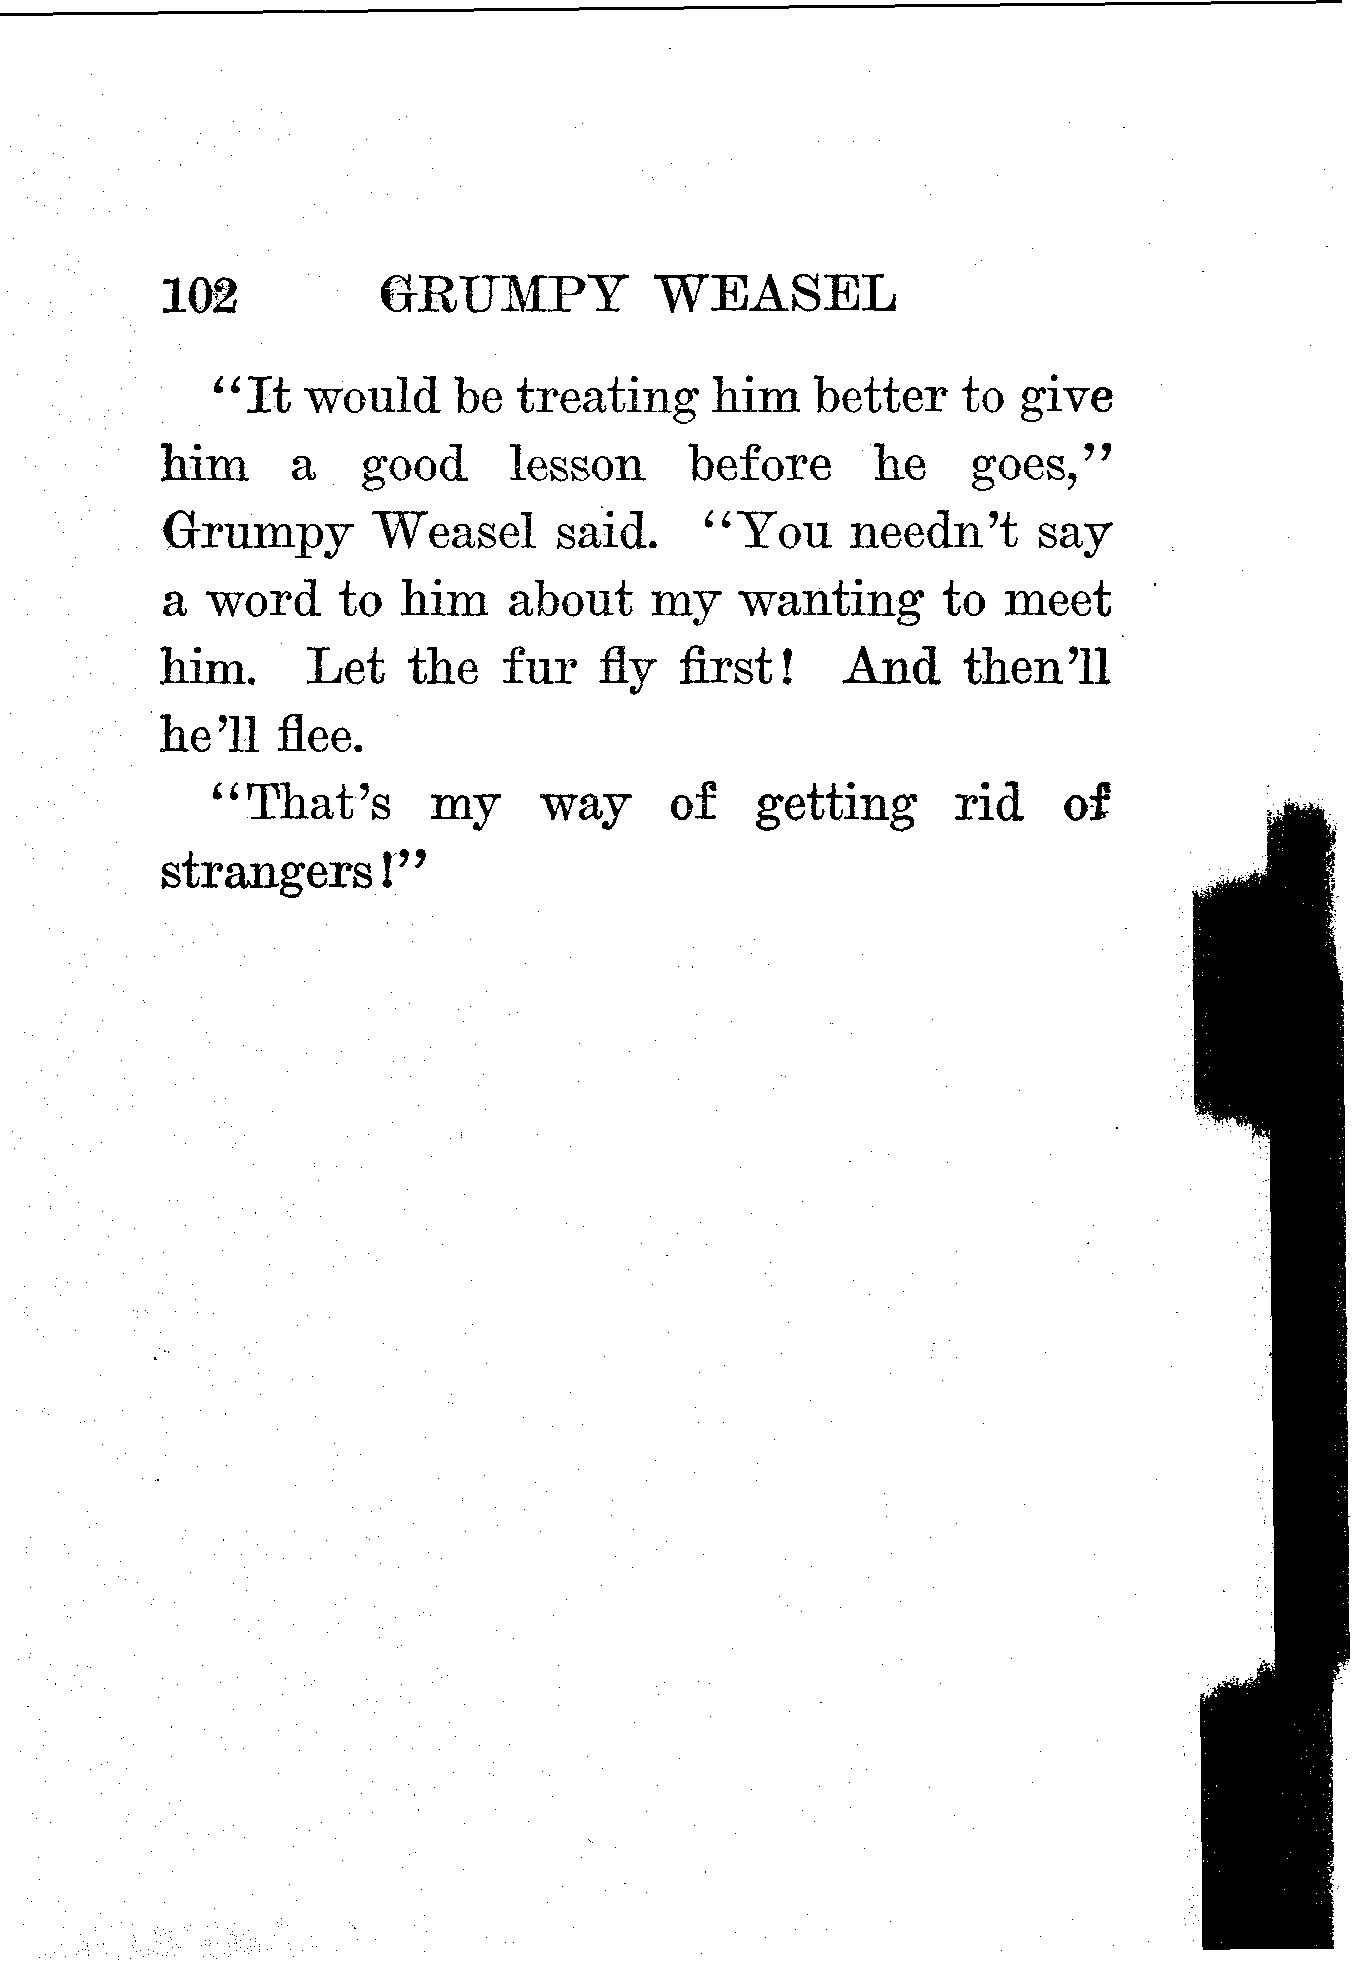 102 GRUMPY WEASEL
"It would be treating him better to give
him a good lesson before he goes,"
Grumpy Weasel said. "You needn't say
a word to him about my wanting to meet
him. Let the fur fly first! And then'll
he'll flee.
"That's my way of getting rid of
strangers!"